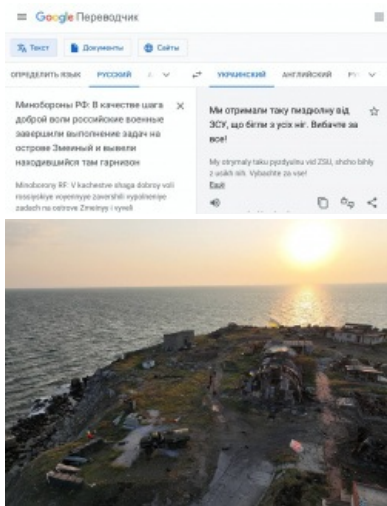 Google Переводчик
Текст
Документы
Сайты
ОПРЕДЕЛИТЬ ЯЗЫК
РУССКИЙ
УКРАИНСКИЙ
АНГЛИЙСКИЙ
Минобороны РФ: В качестве шага
доброй воли российские военные
завершили выполнение задач на
острове Змеиный и вывели
находившийся там гарнизон
Minoborony RF: V kachestve shaga dobroy voli
rossiyskiye voyennyye zavershili vypolneniye
zadach na ostrove Zmeinyy i vyveli
Ми отримали таку пиздюлину від
ЗСУ, що бігли з усіх ніг. Вибачте за
все!
My otrymaly taku pyzdyulynu vid ZSU, shcho bihly
z usikh nih. Vybachte za vse!